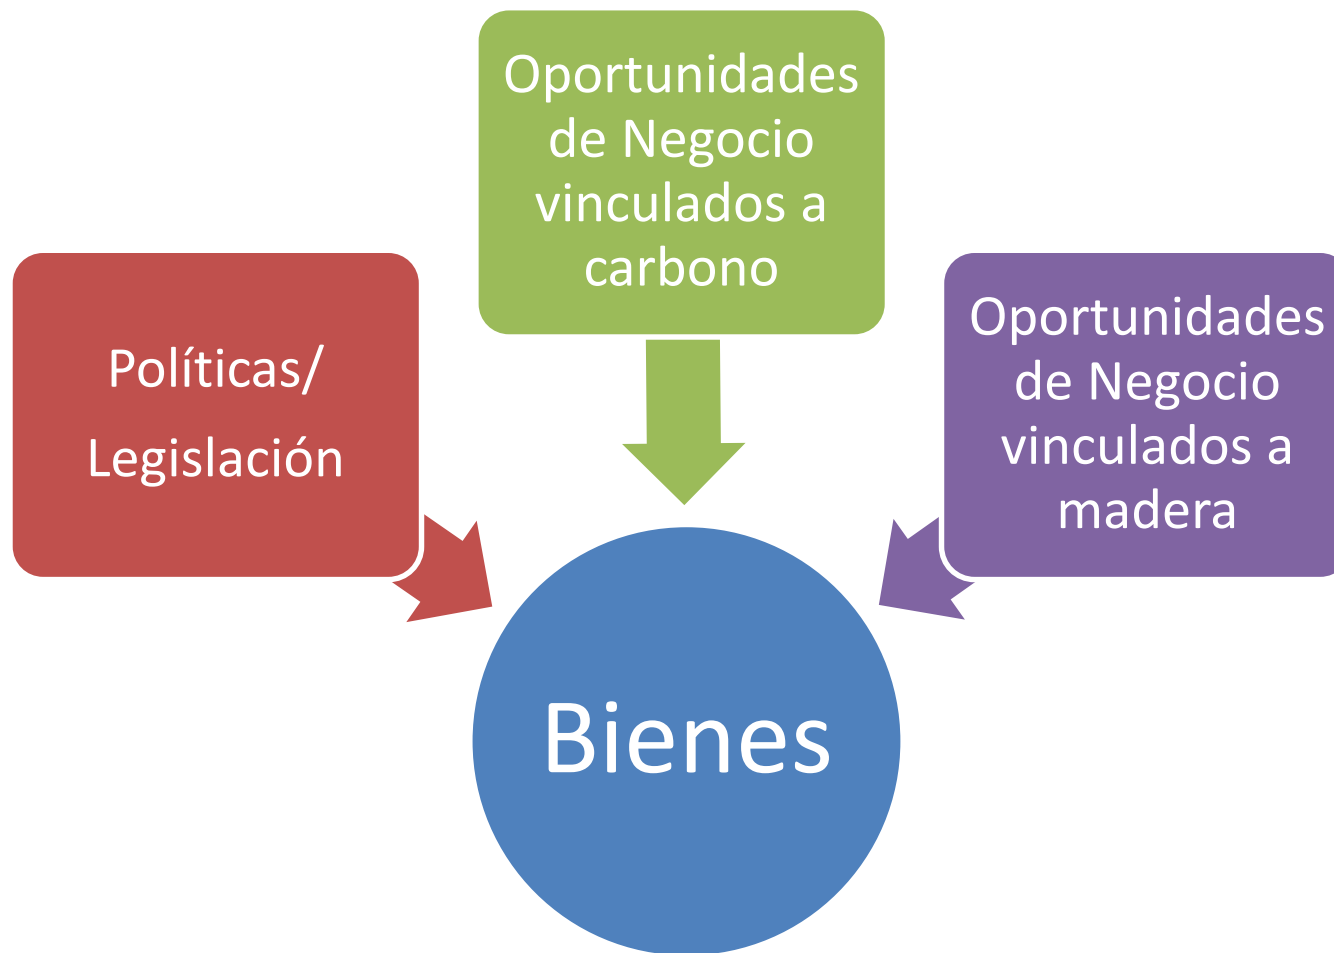 Oportunidades
de Negocio
vinculados a
carbono
Políticas/
Legislación
Oportunidades
de Negocio
vinculados a
madera
Bienes